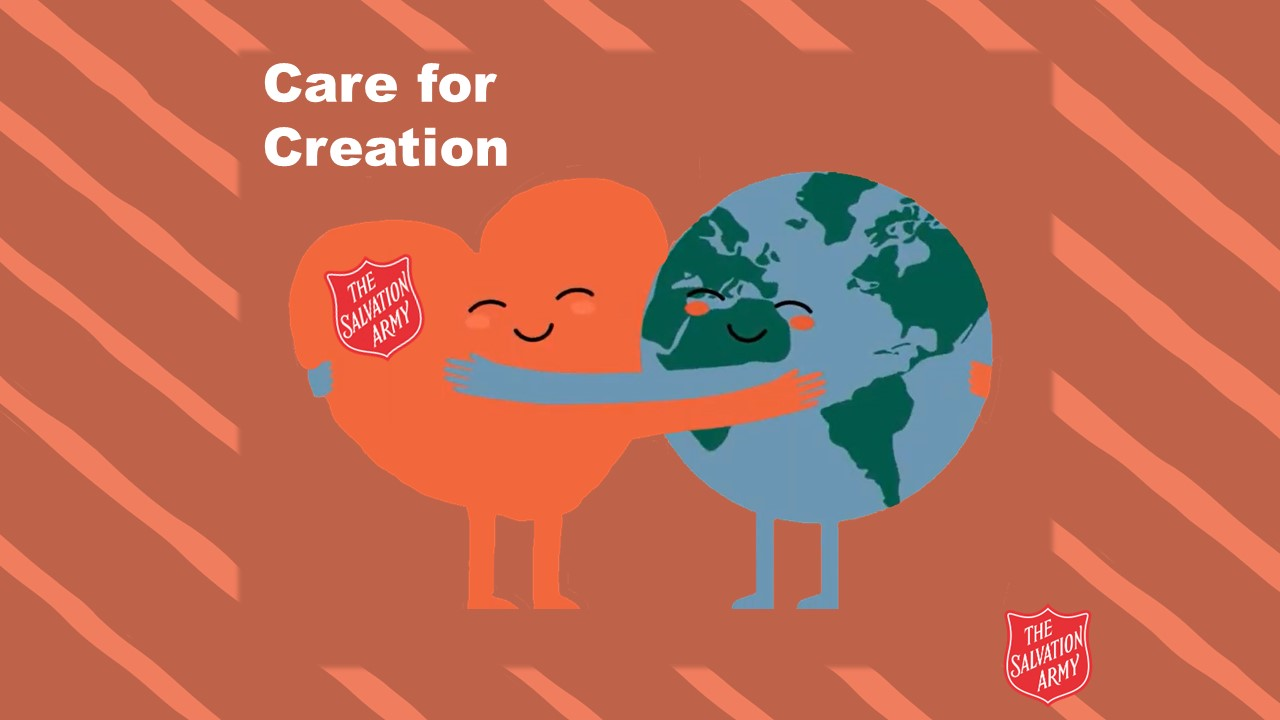 Care for
Creation
THE
SALVATION
ARMY
THE
SALVATION
ARMY